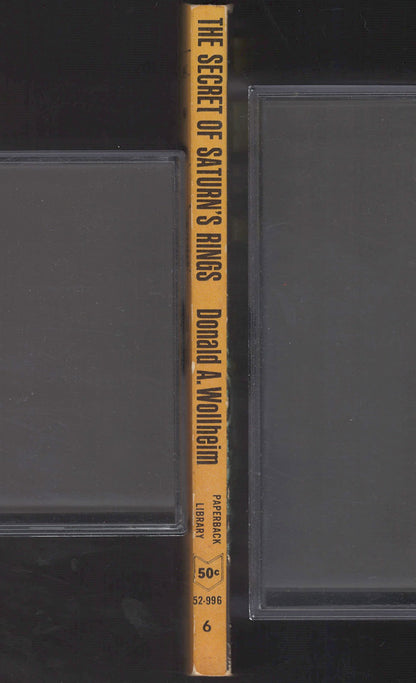 THE SECRET OF SATURN'S RINGS Donald A. Wollheim
PAPERBACK
LIBRARY
50c
52-996
6